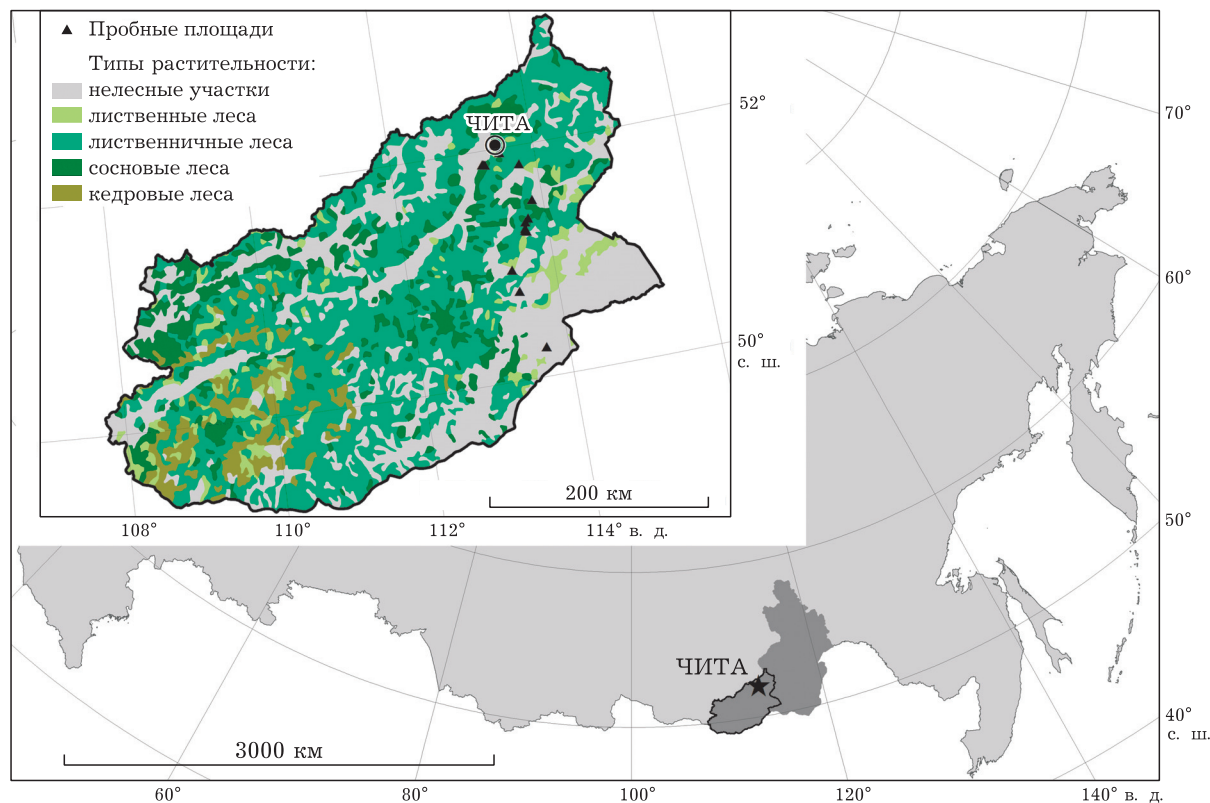 Пробные площади
Типы растительности:
нелесные участки
лиственные леса
лиственничные леса
сосновые леса
кедровые леса
ЧИТА
52°
50°
с. ш.
200 км
108°
110°
112°
114° в. д.
70°
60°
50°
40°
с. ш.
ЧИТА
3000 км
60°
80°
100°
120°
140° в. д.